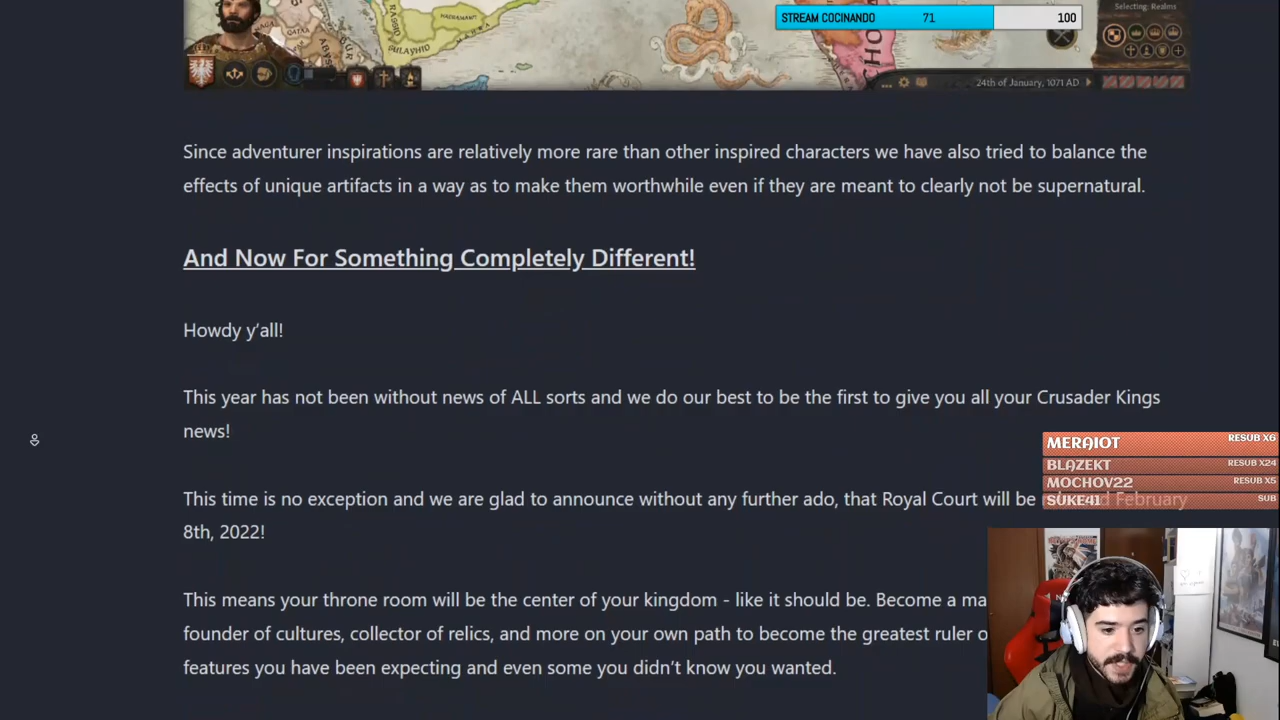 Selecting: Realms
STREAM COCINANDO 71 100
24th of January, 1071 AD
Since adventurer inspirations are relatively more rare than other inspired characters we have also tried to balance the
effects of unique artifacts in a way as to make them worthwhile even if they are meant to clearly not be supernatural.
And Now For Something Completely Different!
Howdy y’all!
This year has not been without news of ALL sorts and we do our best to be the first to give you all your Crusader Kings
news!
MERAIOT RESUB X6
BLAZEKT RESUB X24
MOCHOV22 RESUB X5
SUKE41 SUB
This time is no exception and we are glad to announce without any further ado, that Royal Court will be February
8th, 2022!
This means your throne room will be the center of your kingdom - like it should be. Become a
founder of cultures, collector of relics, and more on your own path to become the greatest ruler
features you have been expecting and even some you didn’t know you wanted.